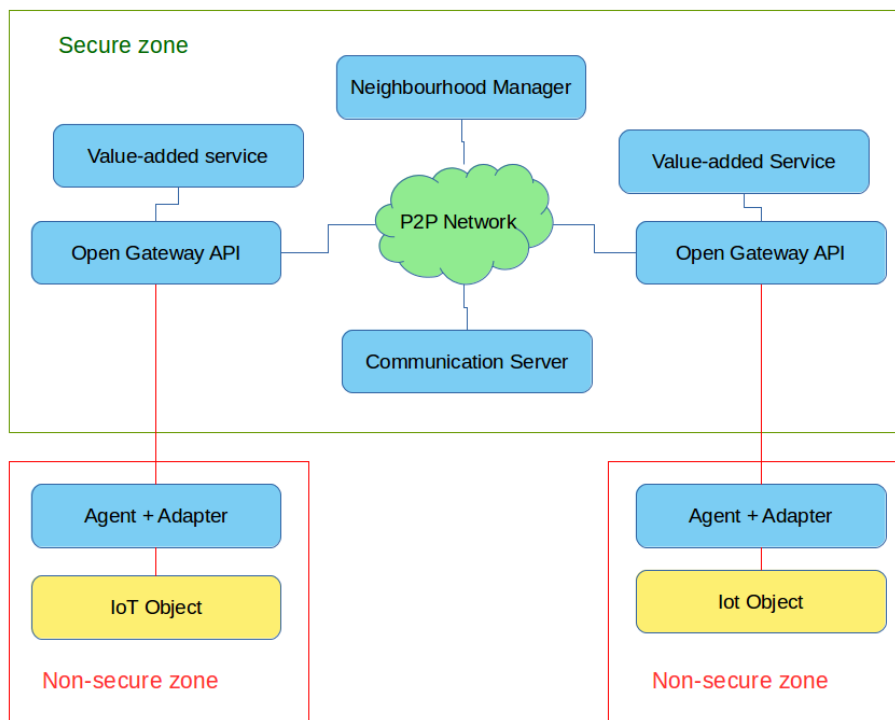 Secure zone
Neighbourhood Manager
Value-added service
Value-added Service
P2P Network
Open Gateway API
Open Gateway API
Communication Server
Agent + Adapter
Agent + Adapter
IoT Object
Iot Object
Non-secure zone
Non-secure zone